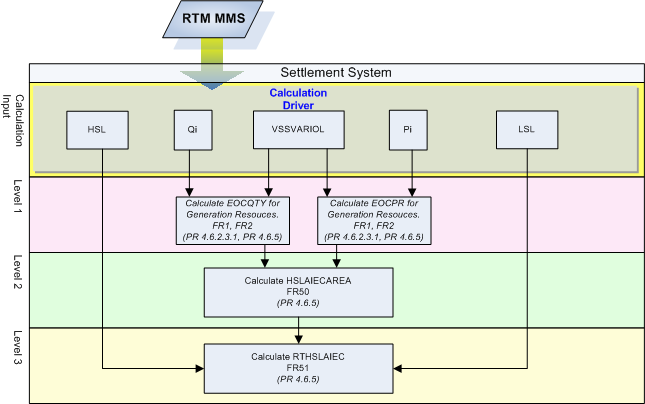 RTM MMS
Settlement System
Calculation
Driver
Calculation
Input
HSL
Qi
VSSVARIOL
Pi
LSL
Level 1
Calculate EOCQTY for
Generation Resouces.
FR1, FR2
(PR 4.6.2.3.1, PR 4.6.5)
Calculate EOCPR for
Generation Resouces.
FR1, FR2
(PR 4.6.2.3.1, PR 4.6.5)
Level 2
Calculate HSLAIECAREA
FR50
(PR 4.6.5)
Level 3
Calculate RTHSLAIEC
FR51
(PR 4.6.5)